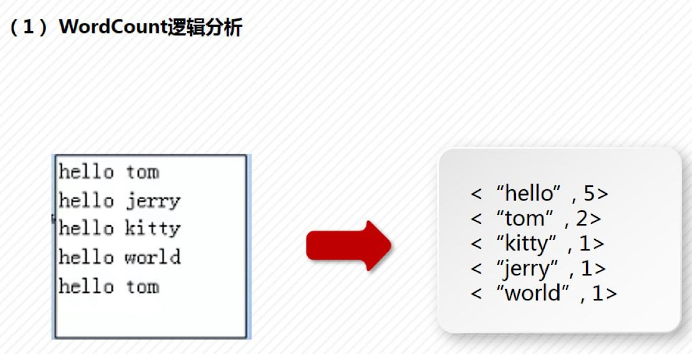 （1） WordCount逻辑分析
hello tom
hello jerry
hello kitty
hello world
hello tom
<“hello”, 5>
<“tom”, 2>
<“kitty”, 1>
<“jerry”, 1>
<“world”, 1>